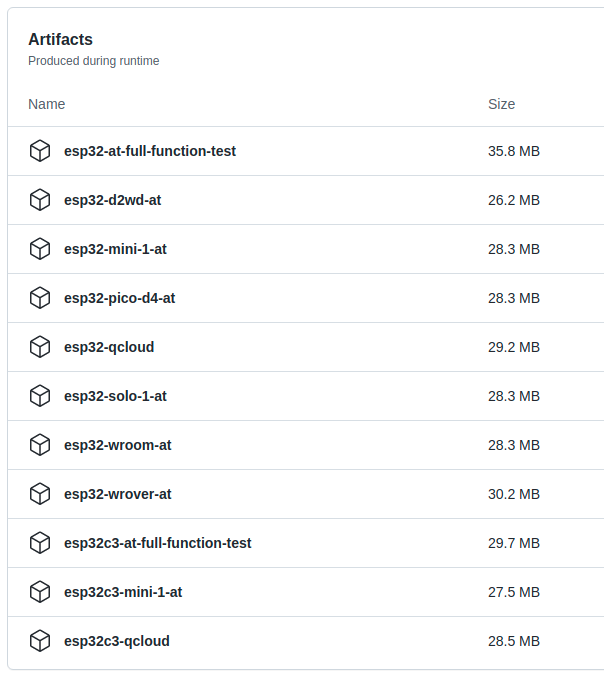 Artifacts
Produced during runtime
Name Size
esp32-at-full-function-test 35.8 MB
esp32-d2wd-at 26.2 MB
esp32-mini-1-at 28.3 MB
esp32-pico-d4-at 28.3 MB
esp32-qcloud 29.2 MB
esp32-solo-1-at 28.3 MB
esp32-wroom-at 28.3 MB
esp32-wrover-at 30.2 MB
esp32c3-at-full-function-test 29.7 MB
esp32c3-mini-1-at 27.5 MB
esp32c3-qcloud 28.5 MB